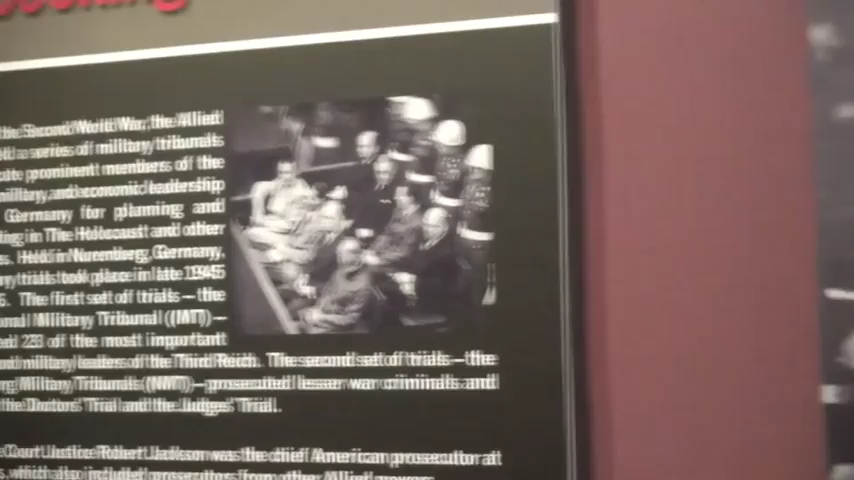 the Second World War, the Allied
a series of military tribunals
prominent members of the
military, and economic leadership
Germany for planning and
in The Holocaust and other
Held in Nuremberg, Germany,
trials took place in late 1945
The first set of trials—the
Military Tribunal (IMT)—
23 of the most important
military leaders of the Third Reich. The second set of trials—the
Military Tribunals (NMT)—prosecuted lesser war criminals and
the Doctors' Trial and the Judges' Trial.
Court Justice Robert Jackson was the chief American prosecutor at
which also included prosecutors from other Allied powers.